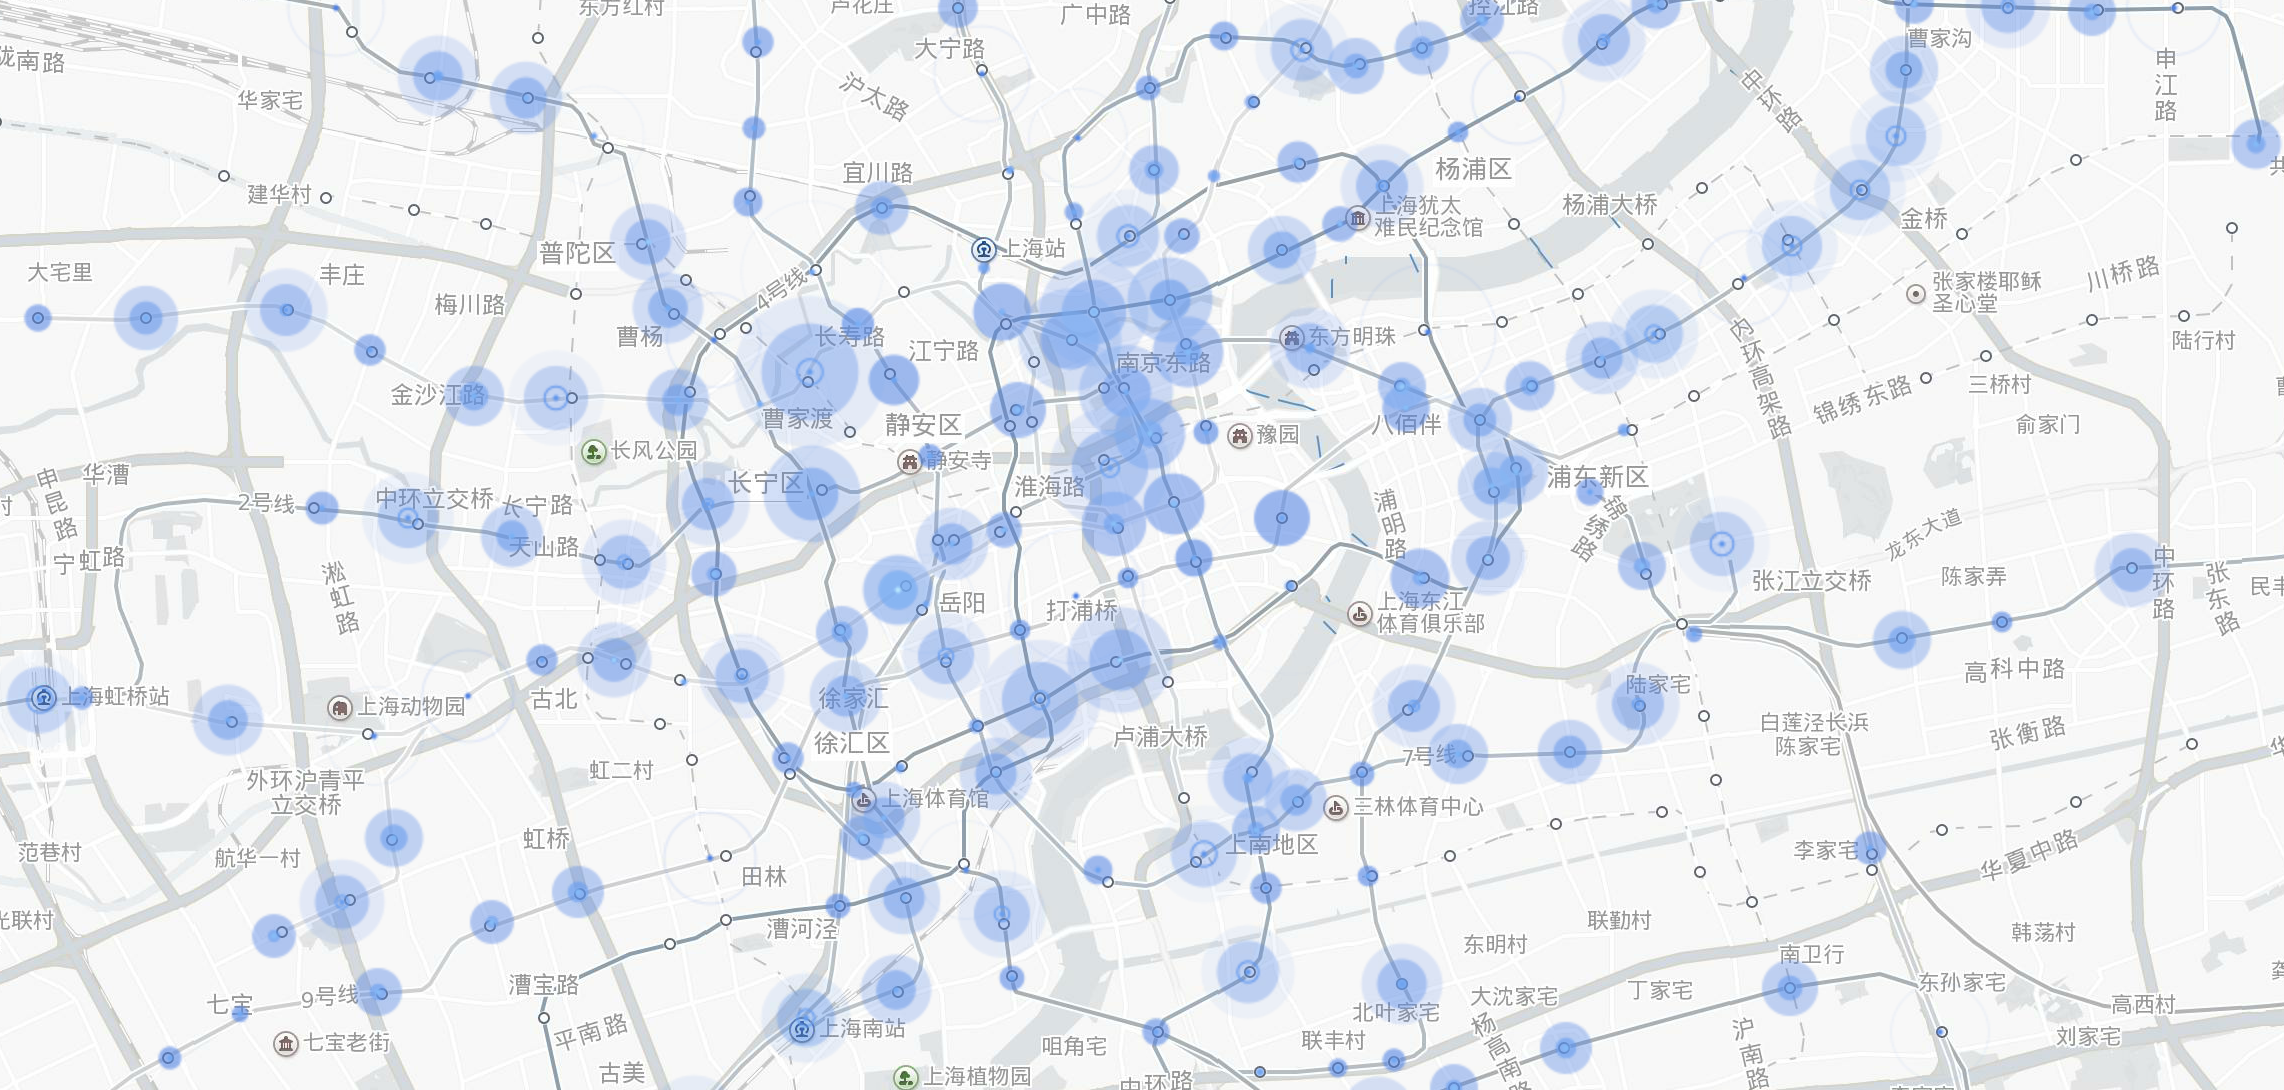 东方红村
芦花庄
广中路
控江路
曹家沟
大宁路
陇南路
华家宅
沪太路
中环路
申江路
宜川路
杨浦区
建华村
上海犹太
难民纪念馆
杨浦大桥
金桥
普陀区
上海站
大宅里
丰庄
4号线
川桥路
张家楼耶稣
圣心堂
梅川路
曹杨
长寿路
江宁路
东方明珠
内环高架路
陆行村
南京东路
金沙江路
三桥村
锦绣东路
曹家渡
静安区
八佰伴
豫园
俞家门
长风公园
静安寺
华漕
申昆路
长宁区
淮海路
浦东新区
2号线
中环立交桥
长宁路
浦明路
锦绣路
龙东大道
天山路
宁虹路
淞虹路
张江立交桥
陈家弄
中环路
张东路
民丰
岳阳
打浦桥
上海东江
体育俱乐部
高科中路
陆家宅
上海虹桥站
上海动物园
古北
徐家汇
白莲泾长浜
陈家宅
张衡路
徐汇区
卢浦大桥
7号线
虹二村
外环沪青平
立交桥
上海体育馆
三林体育中心
虹桥
上南地区
范巷村
航华一村
李家宅
华夏中路
田林
光联村
漕河泾
联勤村
东明村
韩荡村
南卫行
漕宝路
七宝
9号线
东孙家宅
丁家宅
大沈家宅
北叶家宅
高西村
平南路
上海南站
七宝老街
杨高南路
沪南路
联丰村
咀角宅
刘家宅
古美
上海植物园
中环路